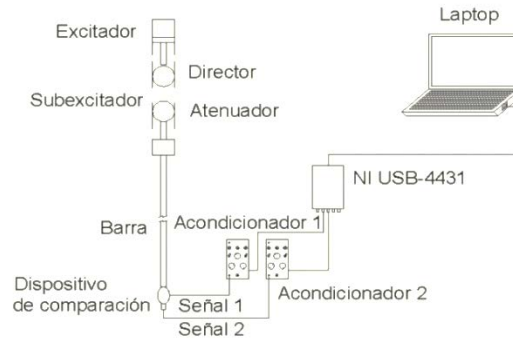 Laptop
Excitador
Director
Subexcitador
Atenuador
NI USB-4431
Barra
Acondicionador 1
Dispositivo
de comparación
Señal 1
Acondicionador 2
Señal 2